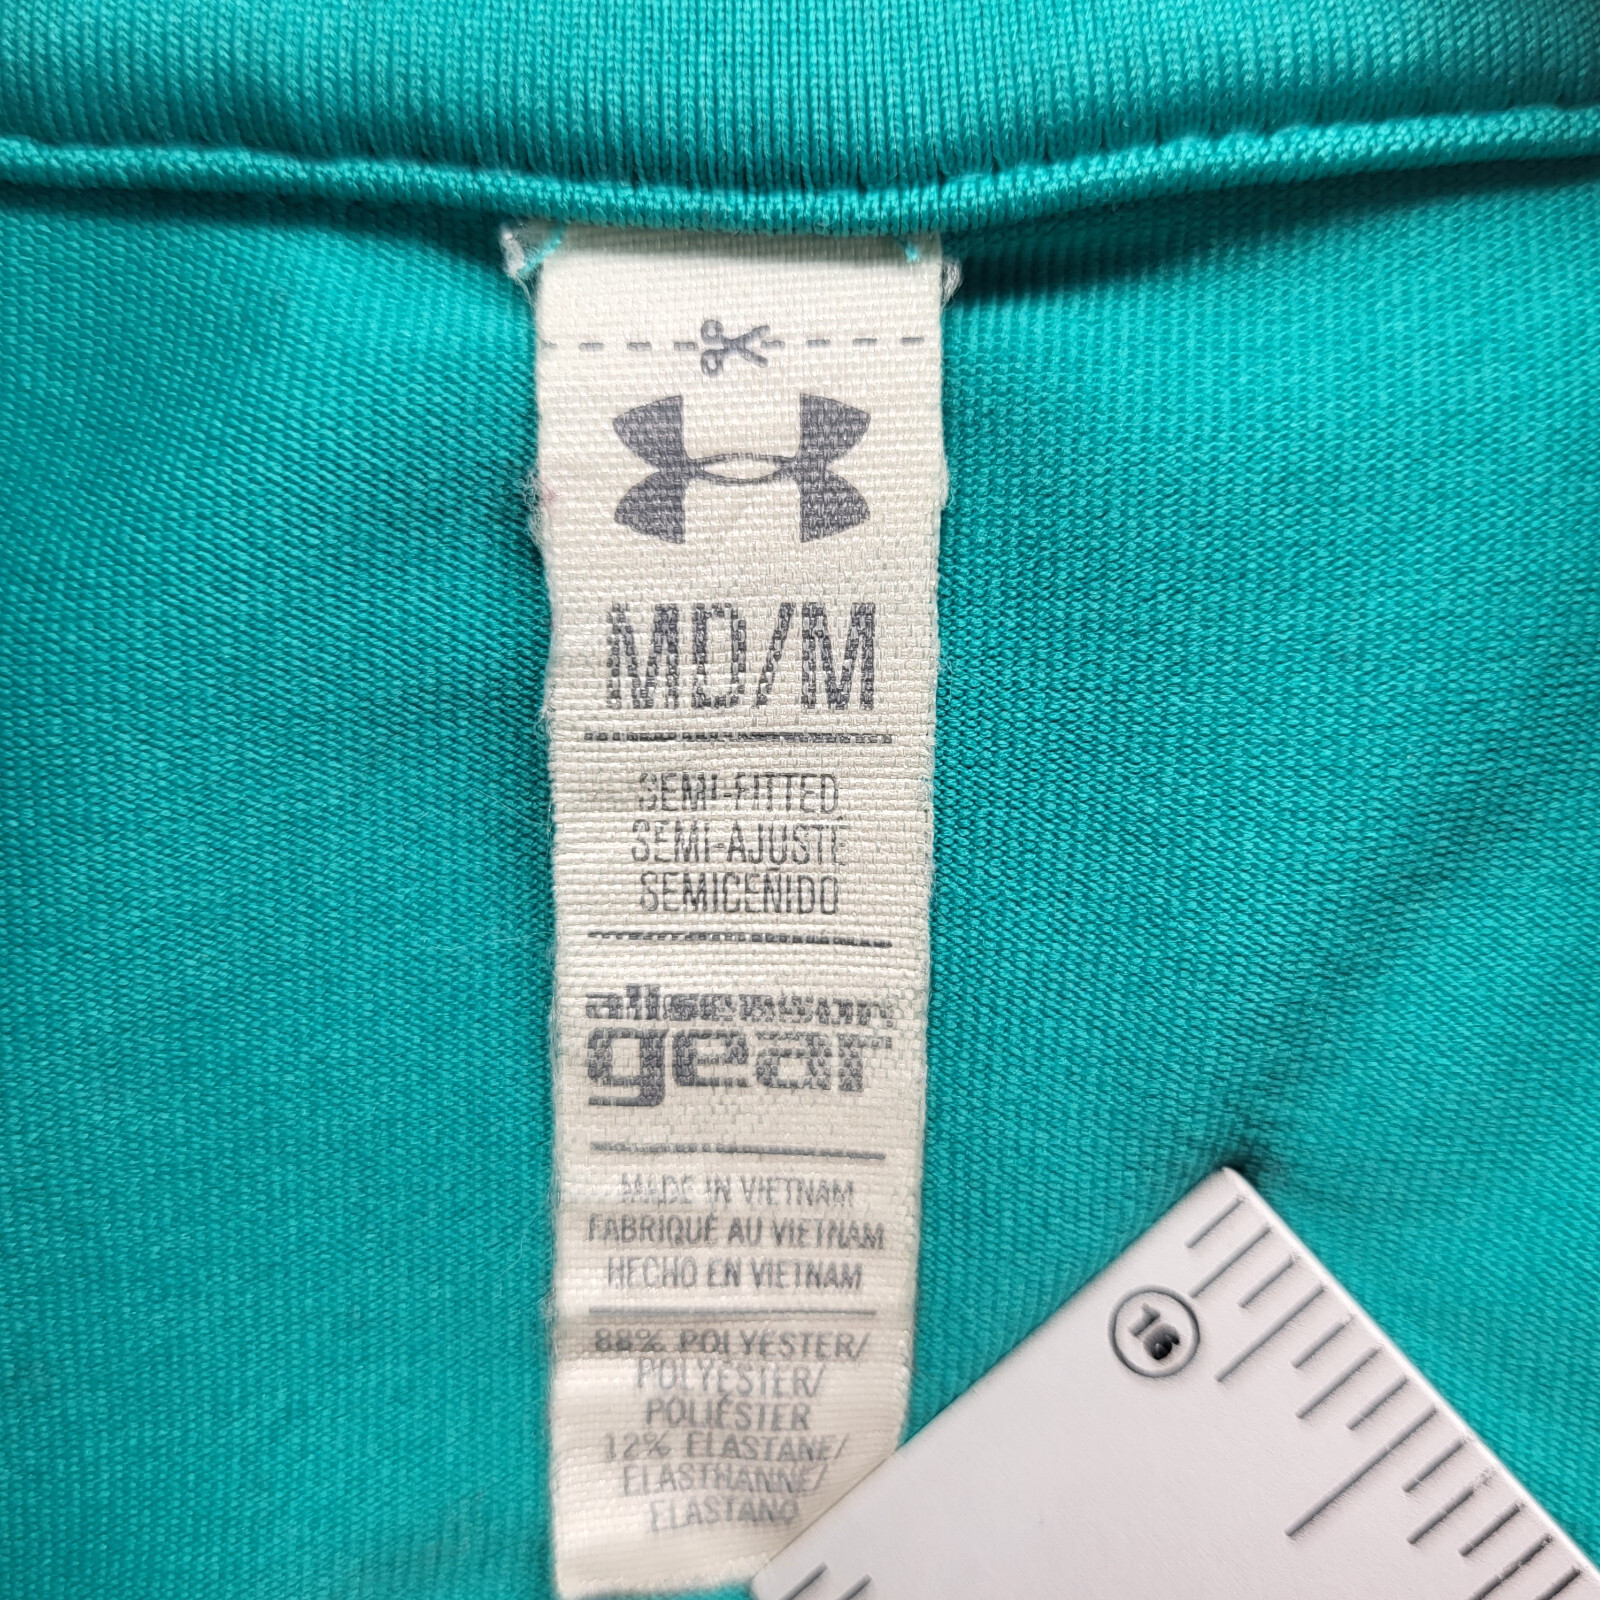 MD/M
SEMI-FITTED
SEMI-AJUSTÉ
SEMICEÑIDO
allseason
gear
MADE IN VIETNAM
FABRIQUÉ AU VIETNAM
HECHO EN VIETNAM
88% POLYESTER/
POLYESTER/
POLIÉSTER
12% ELASTANE/
ÉLASTHANNE/
ELASTANO
16